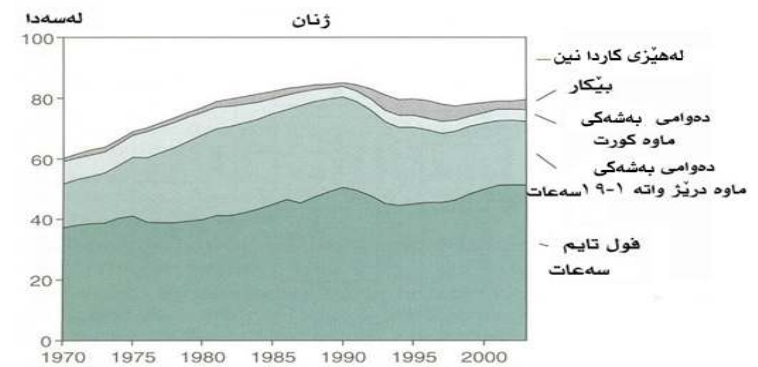 لەسەدا
ژنان
100
80
60
40
20
0
1970 1975 1980 1985 1990 1995 2000
لەهێزی کاردا نین
بێکار
دەوامی بەشەکی
ماوە کورت
دەوامی بەشەکی
ماوە درێژ واتە ١-١٩سەعات
فول تایم
سەعات